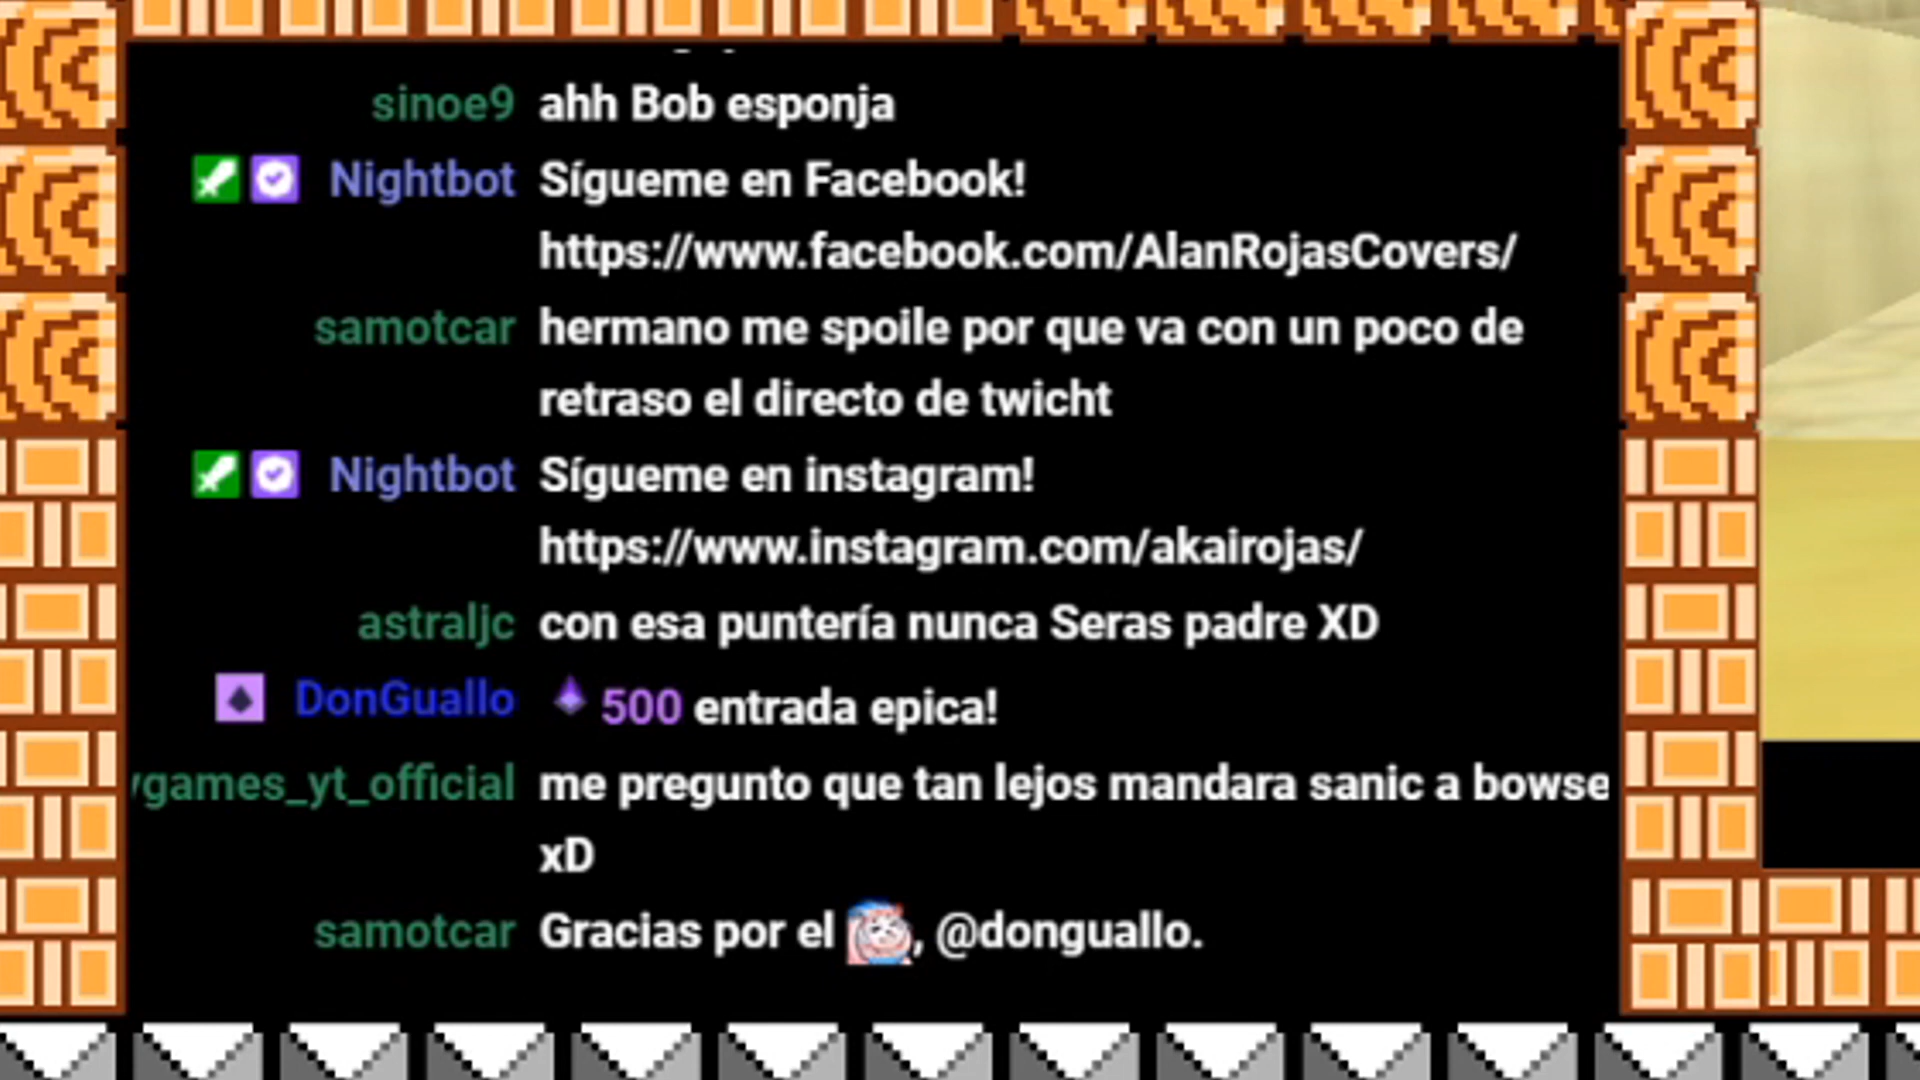 sinoe9 ahh Bob esponja
Nightbot Sígueme en Facebook!
https://www.facebook.com/AlanRojasCovers/
samotcar hermano me spoile por que va con un poco de
retraso el directo de twicht
Nightbot Sígueme en instagram!
https://www.instagram.com/akairojas/
astraljc con esa puntería nunca Seras padre XD
DonGuallo 500 entrada epica!
games_yt_official me pregunto que tan lejos mandara sanic a bowse
xD
samotcar Gracias por el , @donguallo.